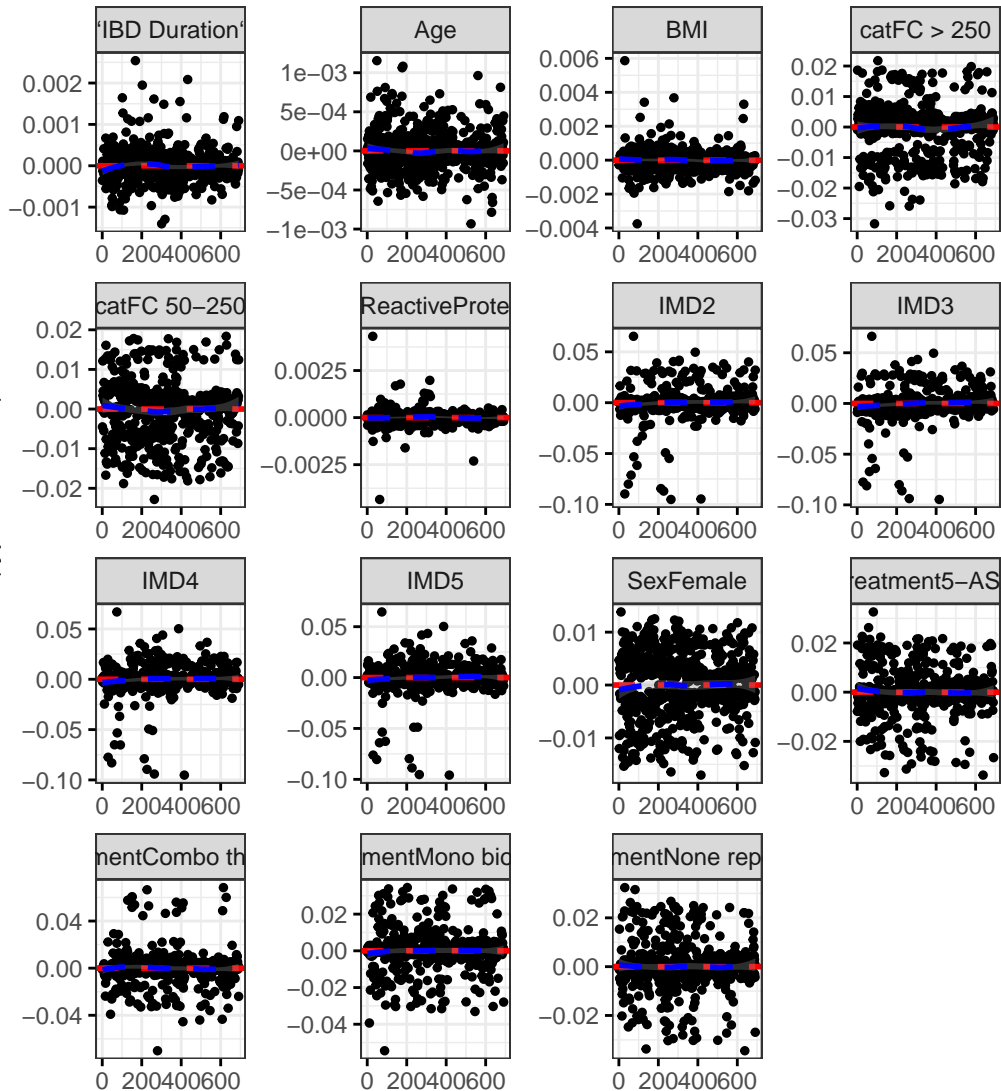 ‘IBD Duration‘ Age BMI catFC > 250
0.002 0.001 0.000 −0.001
1e−03 5e−04 0e+00 −5e−04 −1e−03
0.006 0.004 0.002 0.000 −0.002 −0.004
0.02 0.01 0.00 −0.01 −0.02 −0.03
0 200400600 0 200400600 0 200400600 0 200400600
catFC 50−250 ReactiveProte IMD2 IMD3
0.02 0.01 0.00 −0.01 −0.02
0.0025 0.0000 −0.0025
0.05 0.00 −0.05 −0.10
0.05 0.00 −0.05 −0.10
0 200400600 0 200400600 0 200400600 0 200400600
IMD4 IMD5 SexFemale reatment5−AS
0.05 0.00 −0.05 −0.10
0.05 0.00 −0.05 −0.10
0.01 0.00 −0.01
0.02 0.00 −0.02
0 200400600 0 200400600 0 200400600 0 200400600
mentCombo th mentMono bio mentNone rep
0.04 0.00 −0.04
0.02 0.00 −0.02 −0.04
0.02 0.00 −0.02
0 200400600 0 200400600 0 200400600